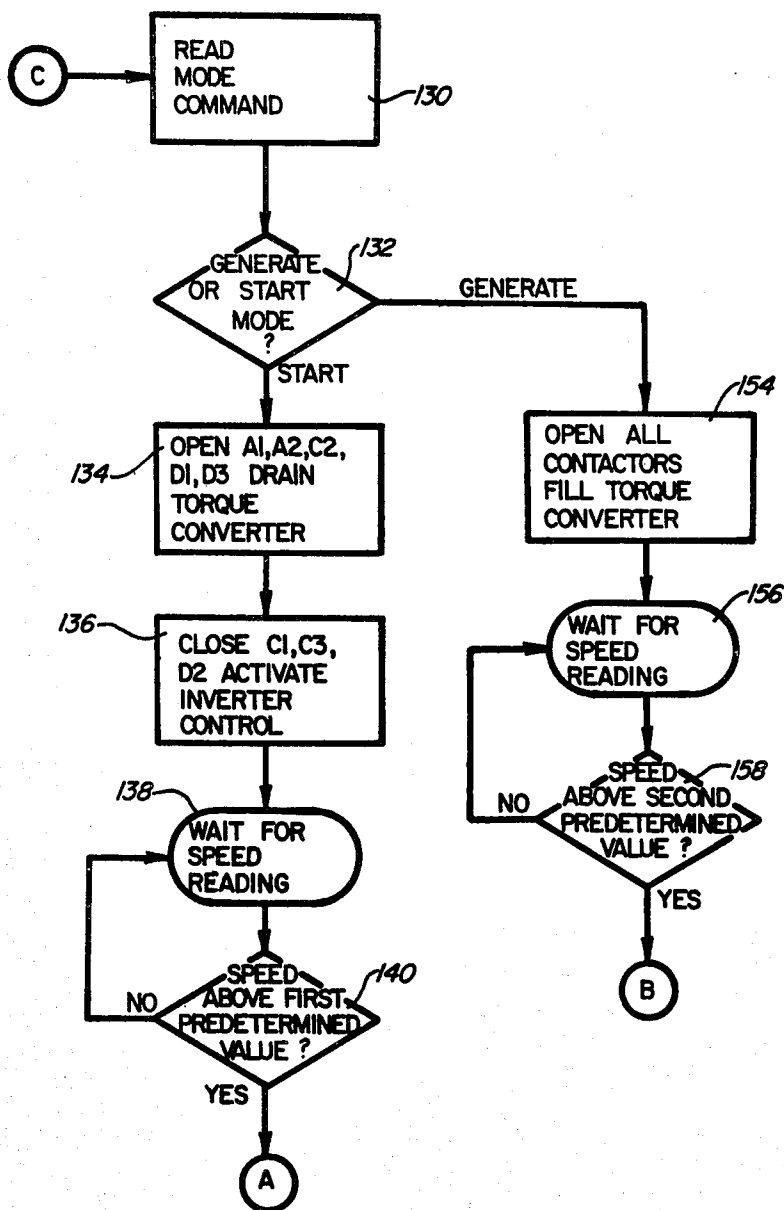 C
READ
MODE
COMMAND
130
GENERATE
OR START
MODE
?
132
GENERATE
START
134
OPEN A1,A2,C2,
D1,D3 DRAIN
TORQUE
CONVERTER
154
OPEN ALL
CONTACTORS
FILL TORQUE
CONVERTER
136
CLOSE C1,C3,
D2 ACTIVATE
INVERTER
CONTROL
156
WAIT FOR
SPEED
READING
138
WAIT FOR
SPEED
READING
158
SPEED
ABOVE SECOND
PREDETERMINED
VALUE ?
NO
YES
B
140
SPEED
ABOVE FIRST
PREDETERMINED
VALUE ?
NO
YES
A